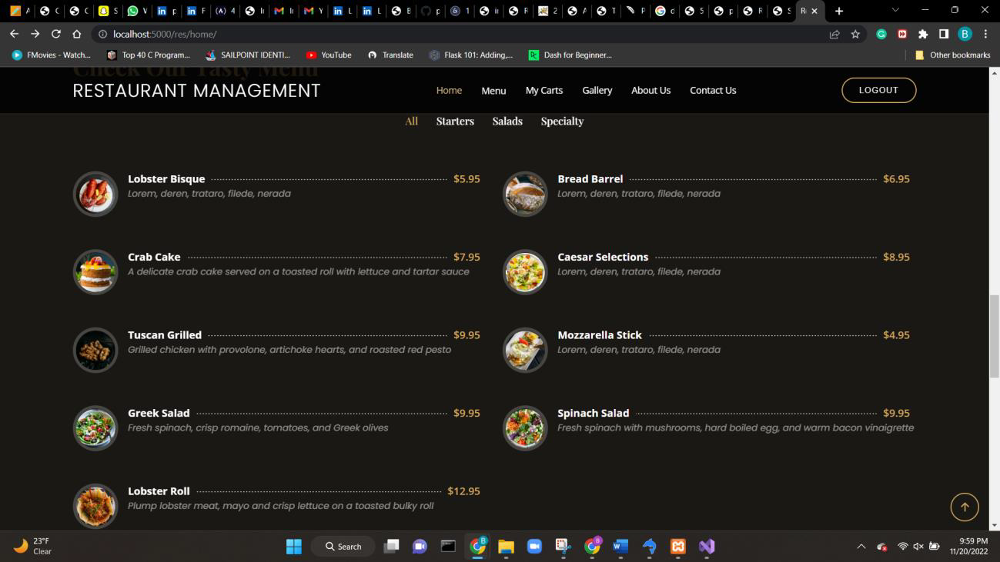 A
C
C
S
W
p
F
4
Ir
Ir
Y
L
L
B
p
1
ir
R
2
A
T
P
d
5
p
R
S
Re
localhost:5000/res/home/
B
FMovies - Watch...
Top 40 C Program...
SAILPOINT IDENTI...
YouTube
Translate
Flask 101: Adding,...
Dash for Beginner...
Other bookmarks
Check Our Tasty Menu
RESTAURANT MANAGEMENT
Home
Menu
My Carts
Gallery
About Us
Contact Us
LOGOUT
All
Starters
Salads
Specialty
Lobster Bisque $5.95
Lorem, deren, trataro, filede, nerada
Bread Barrel $6.95
Lorem, deren, trataro, filede, nerada
Crab Cake $7.95
A delicate crab cake served on a toasted roll with lettuce and tartar sauce
Caesar Selections $8.95
Lorem, deren, trataro, filede, nerada
Tuscan Grilled $9.95
Grilled chicken with provolone, artichoke hearts, and roasted red pesto
Mozzarella Stick $4.95
Lorem, deren, trataro, filede, nerada
Greek Salad $9.95
Fresh spinach, crisp romaine, tomatoes, and Greek olives
Spinach Salad $9.95
Fresh spinach with mushrooms, hard boiled egg, and warm bacon vinaigrette
Lobster Roll $12.95
Plump lobster meat, mayo and crisp lettuce on a toasted bulky roll
23°F
Clear
Search
9:59 PM
11/20/2022